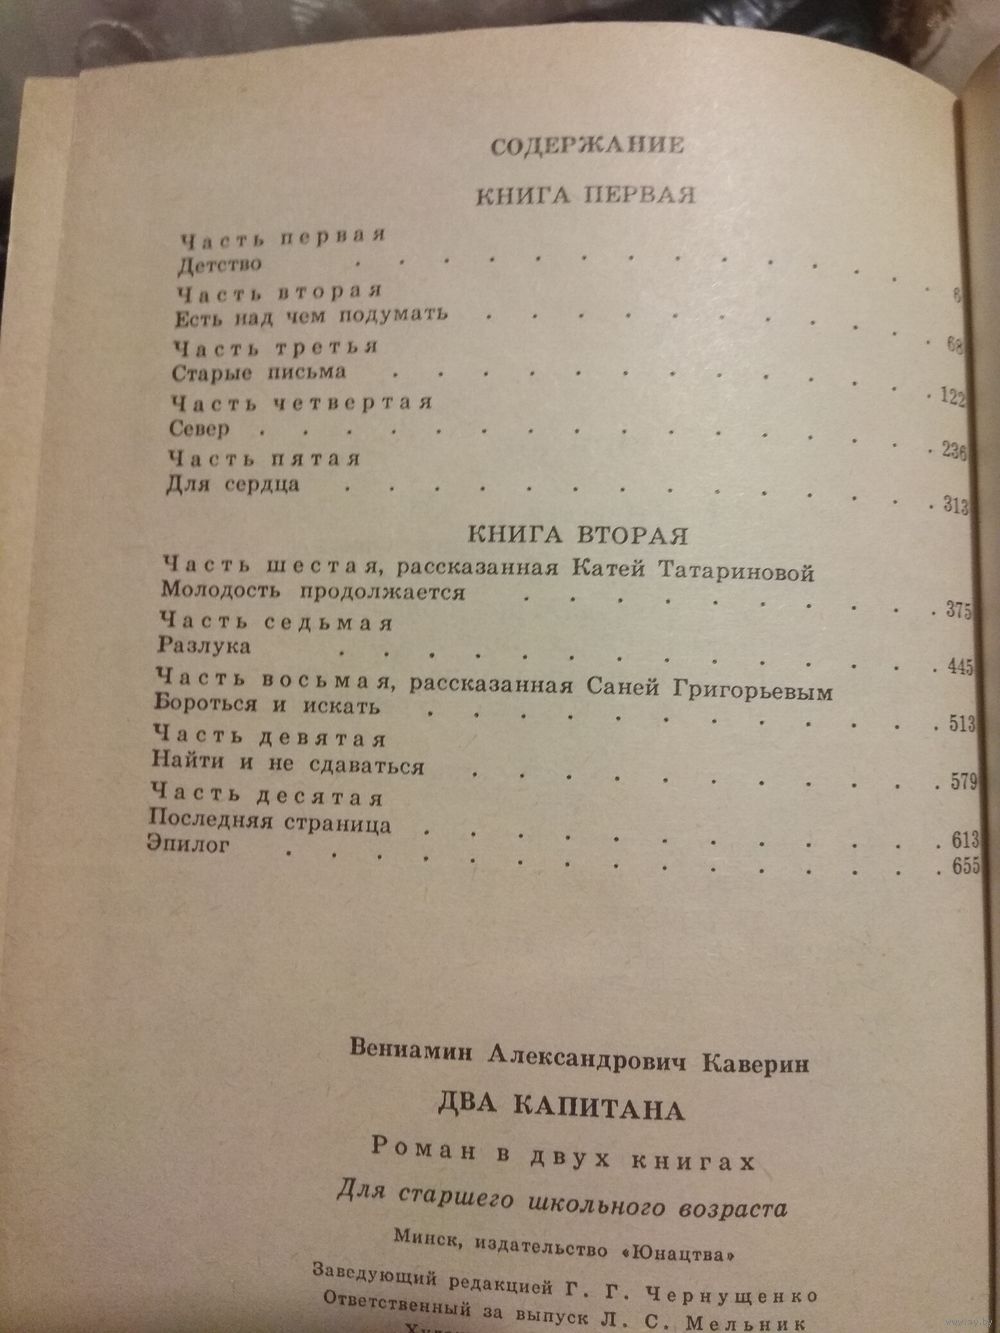 СОДЕРЖАНИЕ
КНИГА ПЕРВАЯ
Часть первая
Детство . . . . . . . . . . . . . 6
Часть вторая
Есть над чем подумать . . . . . . . . . . . 68
Часть третья
Старые письма . . . . . . . . . . . . . 122
Часть четвертая
Север . . . . . . . . . . . . . . . . 236
Часть пятая
Для сердца . . . . . . . . . . . . . . 313
КНИГА ВТОРАЯ
Часть шестая, рассказанная Катей Татариновой
Молодость продолжается . . . . . . . . . . 375
Часть седьмая
Разлука . . . . . . . . . . . . . . 445
Часть восьмая, рассказанная Саней Григорьевым
Бороться и искать . . . . . . . . . . . . 513
Часть девятая
Найти и не сдаваться . . . . . . . . . . . 579
Часть десятая
Последняя страница . . . . . . . . . . . . 613
Эпилог . . . . . . . . . . . . . . . 655
Вениамин Александрович Каверин
ДВА КАПИТАНА
Роман в двух книгах
Для старшего школьного возраста
Минск, издательство «Юнацтва»
Заведующий редакцией Г. Г. Чернущенко
Ответственный за выпуск Л. С. Мельник